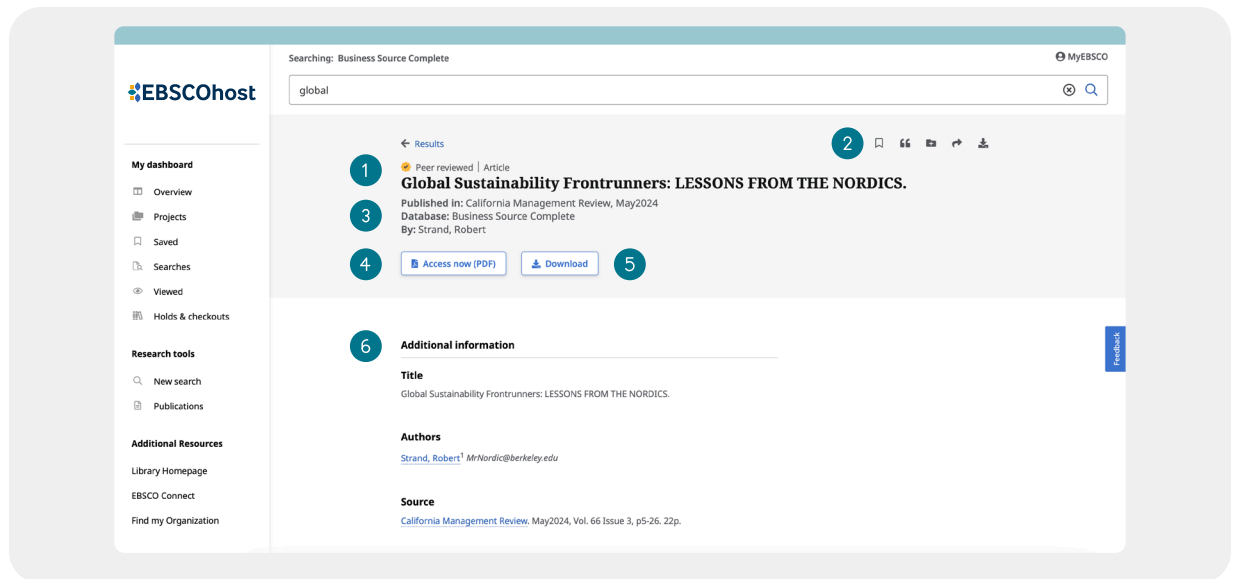 Searching: Business Source Complete
MyEBSCO
EBSCOhost
global
My dashboard
Overview
Projects
Saved
Searches
Viewed
Holds & checkouts
Research tools
New search
Publications
Additional Resources
Library Homepage
EBSCO Connect
Find my Organization
Results
2
1
Peer reviewed | Article
Global Sustainability Frontrunners: LESSONS FROM THE NORDICS.
3
Published in: California Management Review, May2024
Database: Business Source Complete
By: Strand, Robert
4
Access now (PDF)
Download
5
6
Additional information
Title
Global Sustainability Frontrunners: LESSONS FROM THE NORDICS.
Authors
Strand, Robert¹ MrNordic@berkeley.edu
Source
California Management Review. May2024, Vol. 66 Issue 3, p5-26. 22p.
Feedback